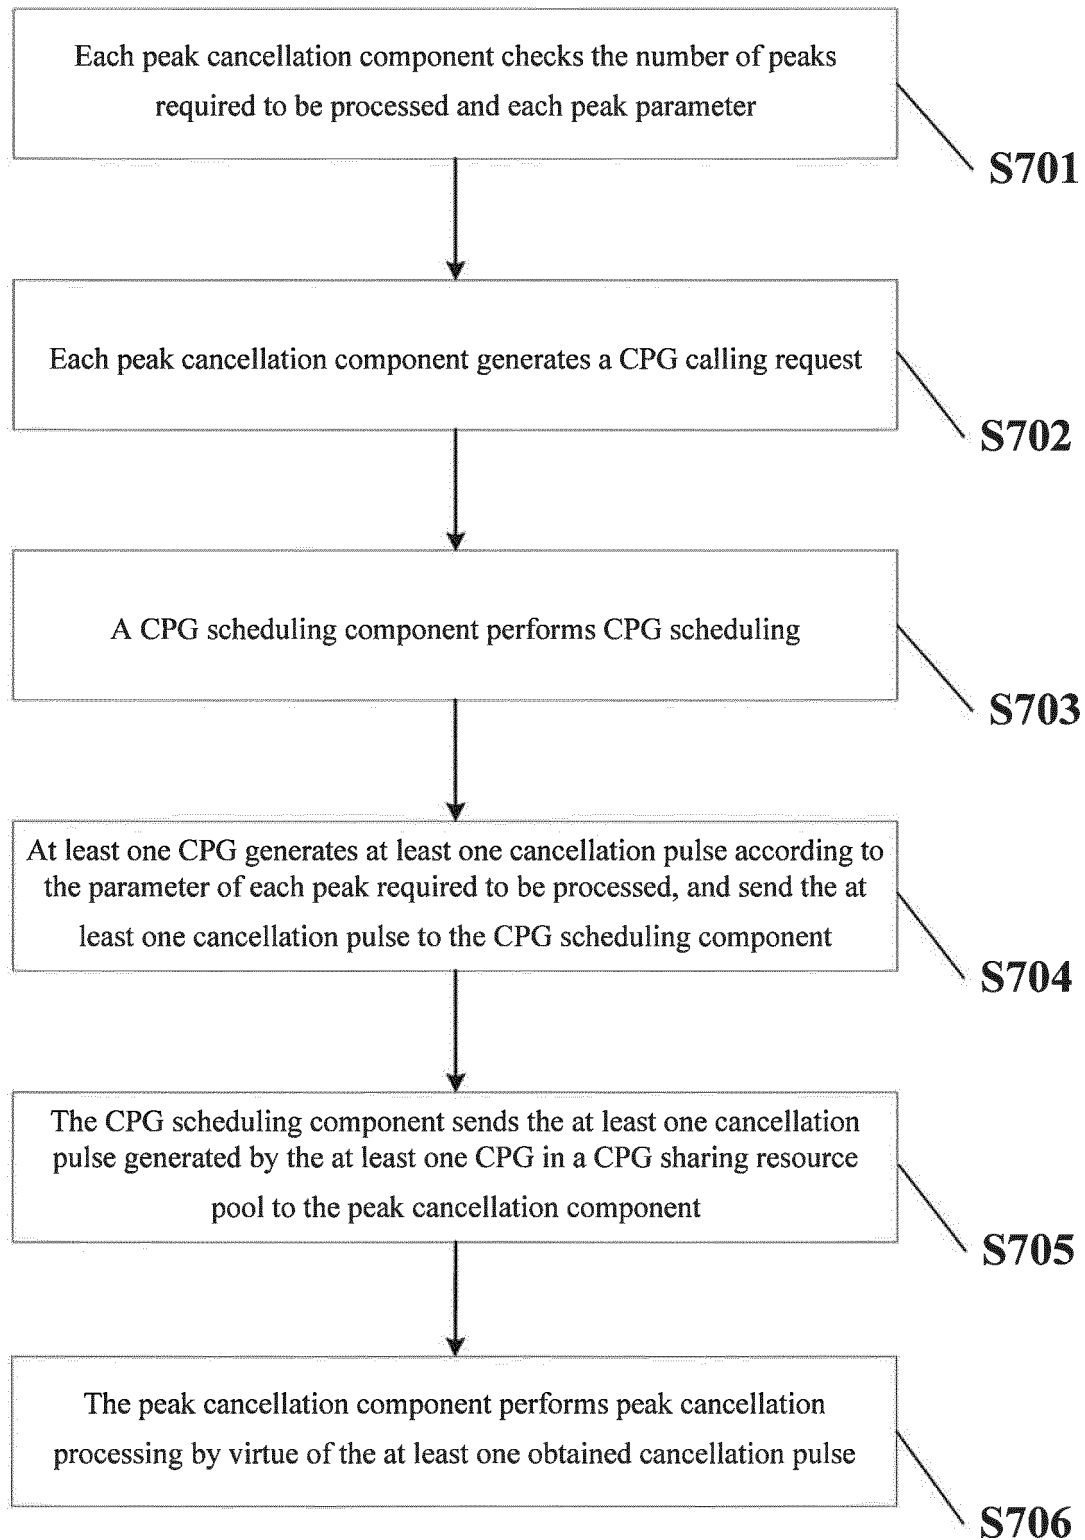 Each peak cancellation component checks the number of peaks
required to be processed and each peak parameter
S701
Each peak cancellation component generates a CPG calling request
S702
A CPG scheduling component performs CPG scheduling
S703
At least one CPG generates at least one cancellation pulse according to
the parameter of each peak required to be processed, and send the at
least one cancellation pulse to the CPG scheduling component
S704
The CPG scheduling component sends the at least one cancellation
pulse generated by the at least one CPG in a CPG sharing resource
pool to the peak cancellation component
S705
The peak cancellation component performs peak cancellation
processing by virtue of the at least one obtained cancellation pulse
S706